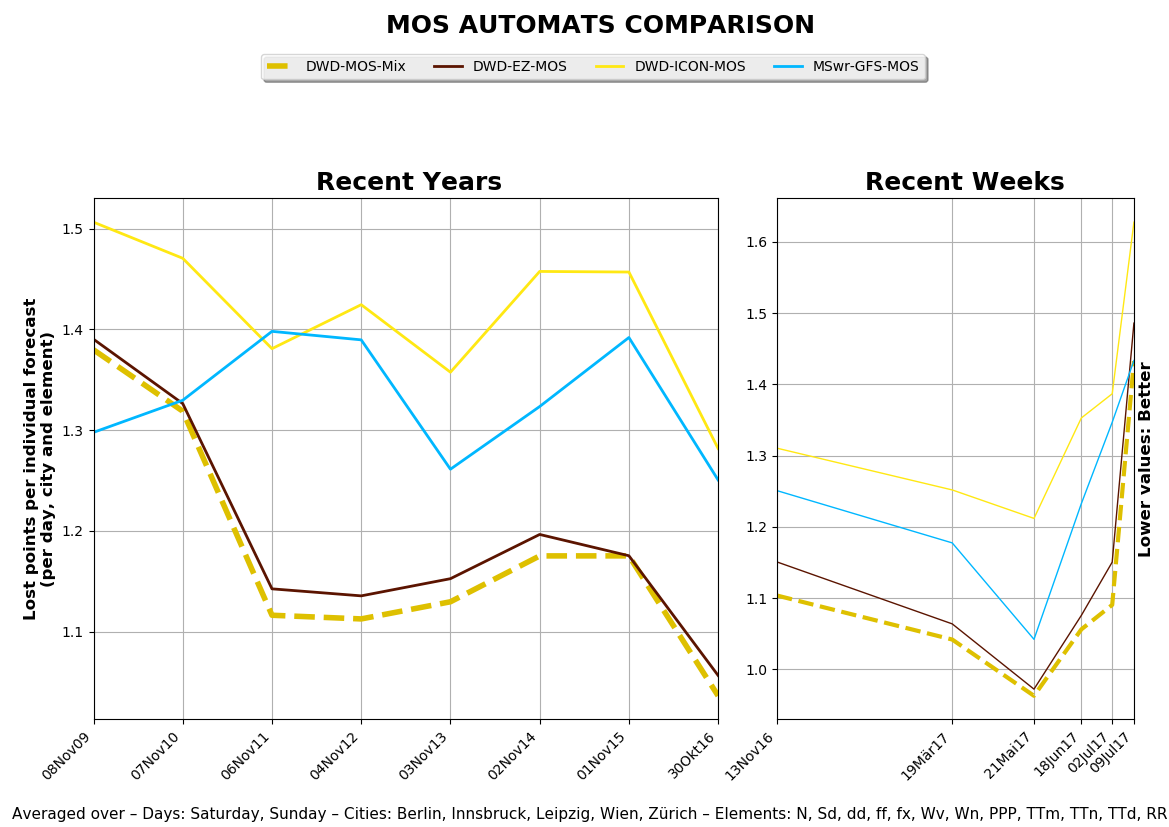 MOS AUTOMATS COMPARISON
DWD-MOS-Mix DWD-EZ-MOS DWD-ICON-MOS MSwr-GFS-MOS
Recent Years
Lost points per individual forecast
(per day, city and element)
1.5
1.4
1.3
1.2
1.1
08Nov09 07Nov10 06Nov11 04Nov12 03Nov13 02Nov14 01Nov15 30Okt16
Recent Weeks
1.6
1.5
1.4
1.3
1.2
1.1
1.0
13Nov16 19Mär17 21Mai17 18Jun17 02Jul17 09Jul17
Lower values: Better
Averaged over – Days: Saturday, Sunday – Cities: Berlin, Innsbruck, Leipzig, Wien, Zürich – Elements: N, Sd, dd, ff, fx, Wv, Wn, PPP, TTm, TTn, TTd, RR